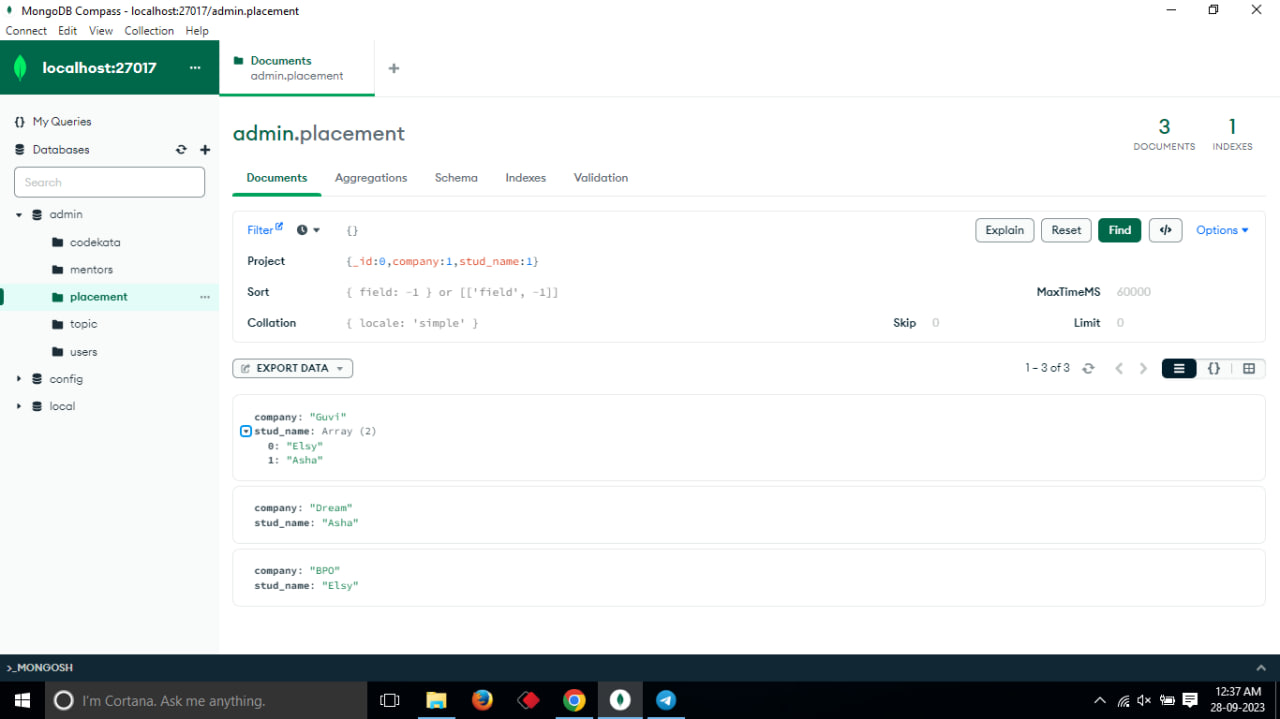 MongoDB Compass - localhost:27017/admin.placement
Connect Edit View Collection Help
localhost:27017 ...
Documents
admin.placement
+
{} My Queries
Databases
Search
admin
codekata
mentors
placement ...
topic
users
config
local
admin.placement
3
DOCUMENTS
1
INDEXES
Documents Aggregations Schema Indexes Validation
Filter {} Explain Reset Find </> Options
Project {_id:0,company:1,stud_name:1}
Sort { field: -1 } or [['field', -1]] MaxTimeMS 60000
Collation { locale: 'simple' } Skip 0 Limit 0
EXPORT DATA 1 – 3 of 3 {}
company: "Guvi"
stud_name: Array (2)
0: "Elsy"
1: "Asha"
company: "Dream"
stud_name: "Asha"
company: "BPO"
stud_name: "Elsy"
>_MONGOSH
I'm Cortana. Ask me anything.
12:37 AM
28-09-2023